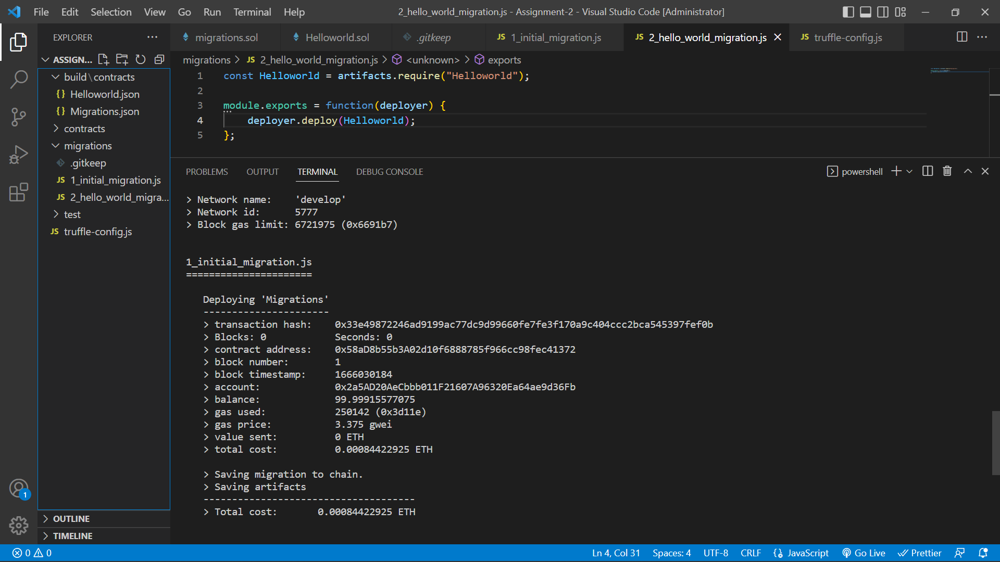 File Edit Selection View Go Run Terminal Help
2_hello_world_migration.js - Assignment-2 - Visual Studio Code [Administrator]
EXPLORER
migrations.sol
Helloworld.sol
.gitkeep
JS 1_initial_migration.js
JS 2_hello_world_migration.js
JS truffle-config.js
ASSIGN...
build\contracts
{} Helloworld.json
{} Migrations.json
contracts
migrations
.gitkeep
JS 1_initial_migration.js
JS 2_hello_world_migra...
test
JS truffle-config.js
OUTLINE
TIMELINE
1
migrations > JS 2_hello_world_migration.js > <unknown> > exports
1 const Helloworld = artifacts.require("Helloworld");
2
3 module.exports = function(deployer) {
4 deployer.deploy(Helloworld);
5 };
PROBLEMS OUTPUT TERMINAL DEBUG CONSOLE
powershell
> Network name: 'develop'
> Network id: 5777
> Block gas limit: 6721975 (0x6691b7)
1_initial_migration.js
======================
Deploying 'Migrations'
----------------------
> transaction hash: 0x33e49872246ad9199ac77dc9d99660fe7fe3f170a9c404ccc2bca545397fef0b
> Blocks: 0 Seconds: 0
> contract address: 0x58aD8b55b3A02d10f6888785f966cc98fec41372
> block number: 1
> block timestamp: 1666030184
> account: 0x2a5AD20AeCbbb011F21607A96320Ea64ae9d36Fb
> balance: 99.99915577075
> gas used: 250142 (0x3d11e)
> gas price: 3.375 gwei
> value sent: 0 ETH
> total cost: 0.00084422925 ETH
> Saving migration to chain.
> Saving artifacts
-------------------------------------
> Total cost: 0.00084422925 ETH
0 0
Ln 4, Col 31 Spaces: 4 UTF-8 CRLF JavaScript Go Live Prettier